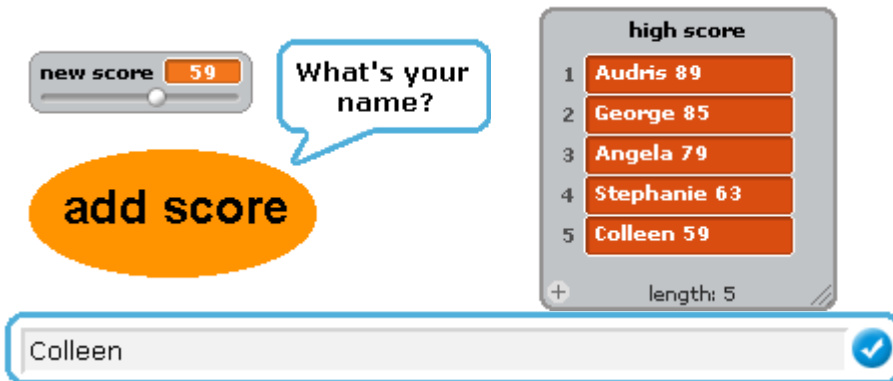 new score 59
What's your
name?
add score
high score
1 Audris 89
2 George 85
3 Angela 79
4 Stephanie 63
5 Colleen 59
+ length: 5
Colleen